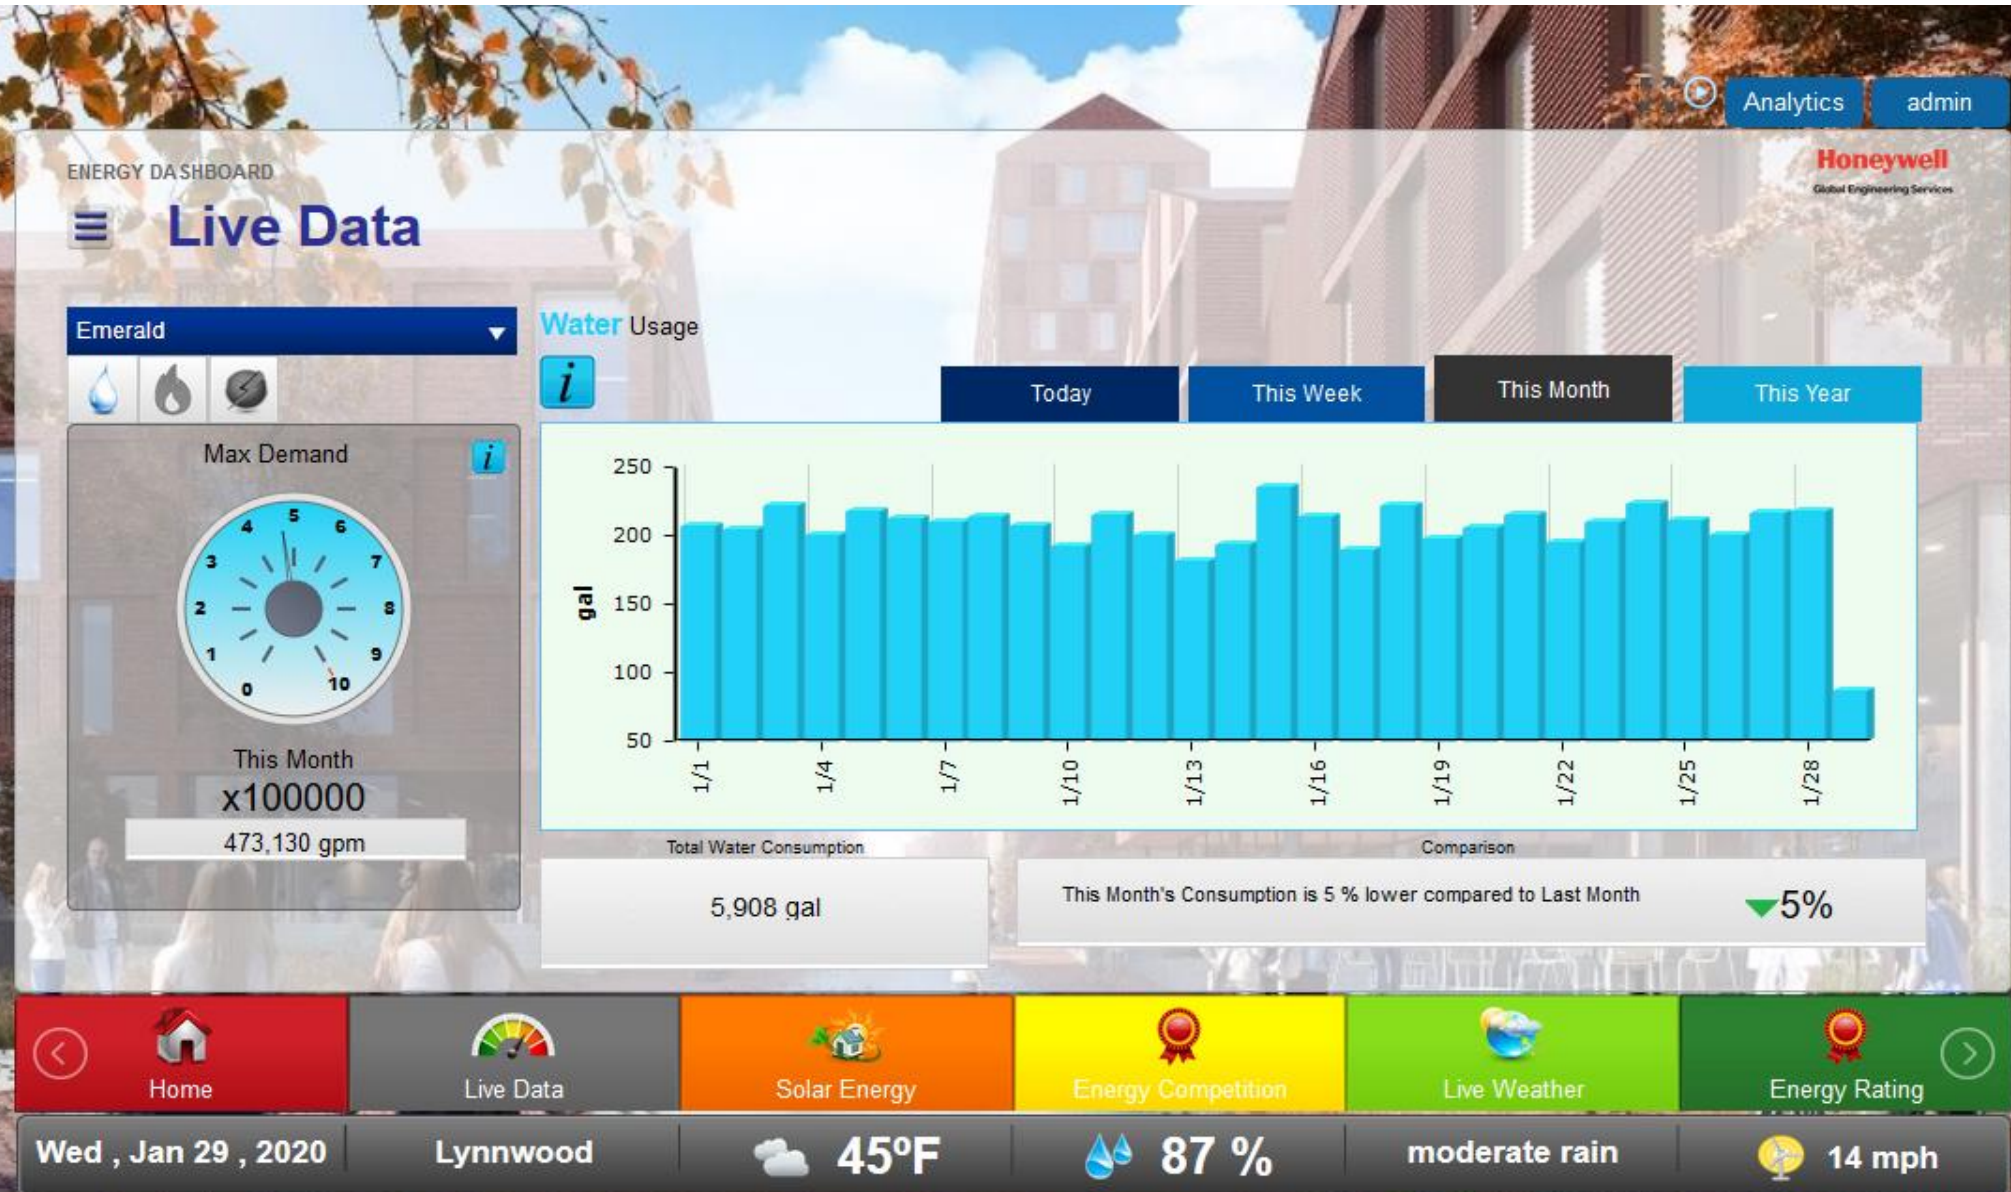 Analytics
admin
ENERGY DASHBOARD
Honeywell
Global Engineering Services
Live Data
Emerald
Water Usage
i
Today
This Week
This Month
This Year
Max Demand
i
0
1
2
3
4
5
6
7
8
9
10
This Month
x100000
473,130 gpm
250
200
150
100
50
gal
1/1
1/4
1/7
1/10
1/13
1/16
1/19
1/22
1/25
1/28
Total Water Consumption
5,908 gal
Comparison
This Month's Consumption is 5 % lower compared to Last Month
5%
Home
Live Data
Solar Energy
Energy Competition
Live Weather
Energy Rating
Wed , Jan 29 , 2020
Lynnwood
45ºF
87 %
moderate rain
14 mph